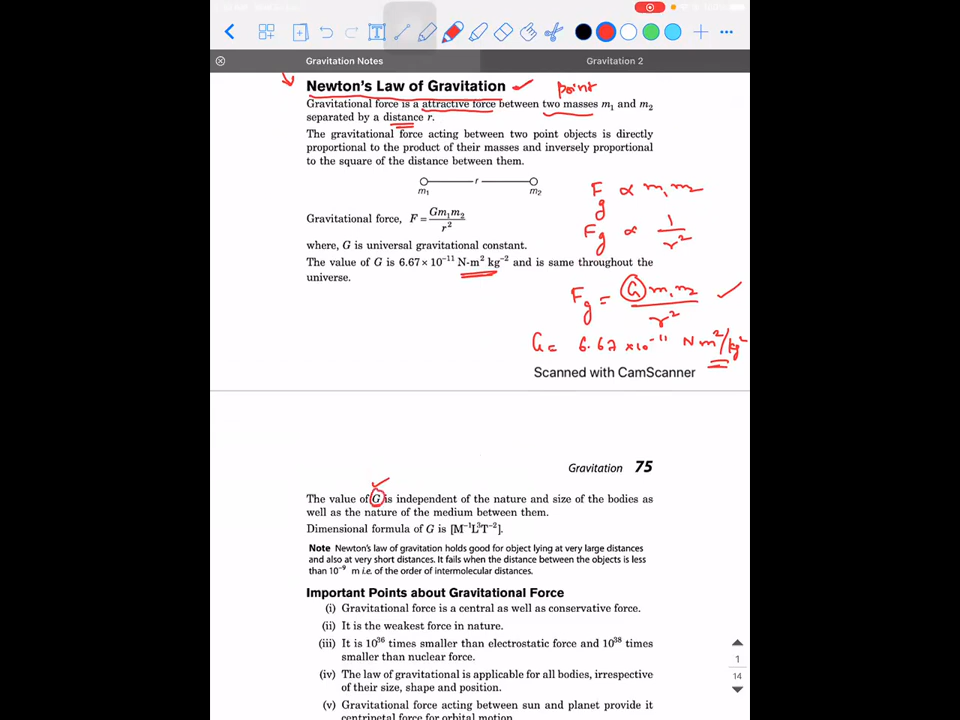 Gravitation Notes
Gravitation 2
Newton's Law of Gravitation
point
Gravitational force is a attractive force between two masses m₁ and m₂
separated by a distance r.
The gravitational force acting between two point objects is directly
proportional to the product of their masses and inversely proportional
to the square of the distance between them.
r
m₁ m₂
F_g ∝ m₁m₂
Gravitational force, F = Gm₁m₂/r²
F_g ∝ 1/r²
where, G is universal gravitational constant.
The value of G is 6.67 × 10⁻¹¹ N-m² kg⁻² and is same throughout the
universe.
F_g = G m₁m₂/r²
G = 6.67 × 10⁻¹¹ N m²/kg²
Scanned with CamScanner
Gravitation 75
The value of G is independent of the nature and size of the bodies as
well as the nature of the medium between them.
Dimensional formula of G is [M⁻¹L³T⁻²].
Note Newton's law of gravitation holds good for object lying at very large distances
and also at very short distances. It fails when the distance between the objects is less
than 10⁻⁹ m i.e. of the order of intermolecular distances.
Important Points about Gravitational Force
(i) Gravitational force is a central as well as conservative force.
(ii) It is the weakest force in nature.
(iii) It is 10³⁶ times smaller than electrostatic force and 10³⁸ times
smaller than nuclear force.
1
14
(iv) The law of gravitational is applicable for all bodies, irrespective
of their size, shape and position.
(v) Gravitational force acting between sun and planet provide it
centripetal force for orbital motion.